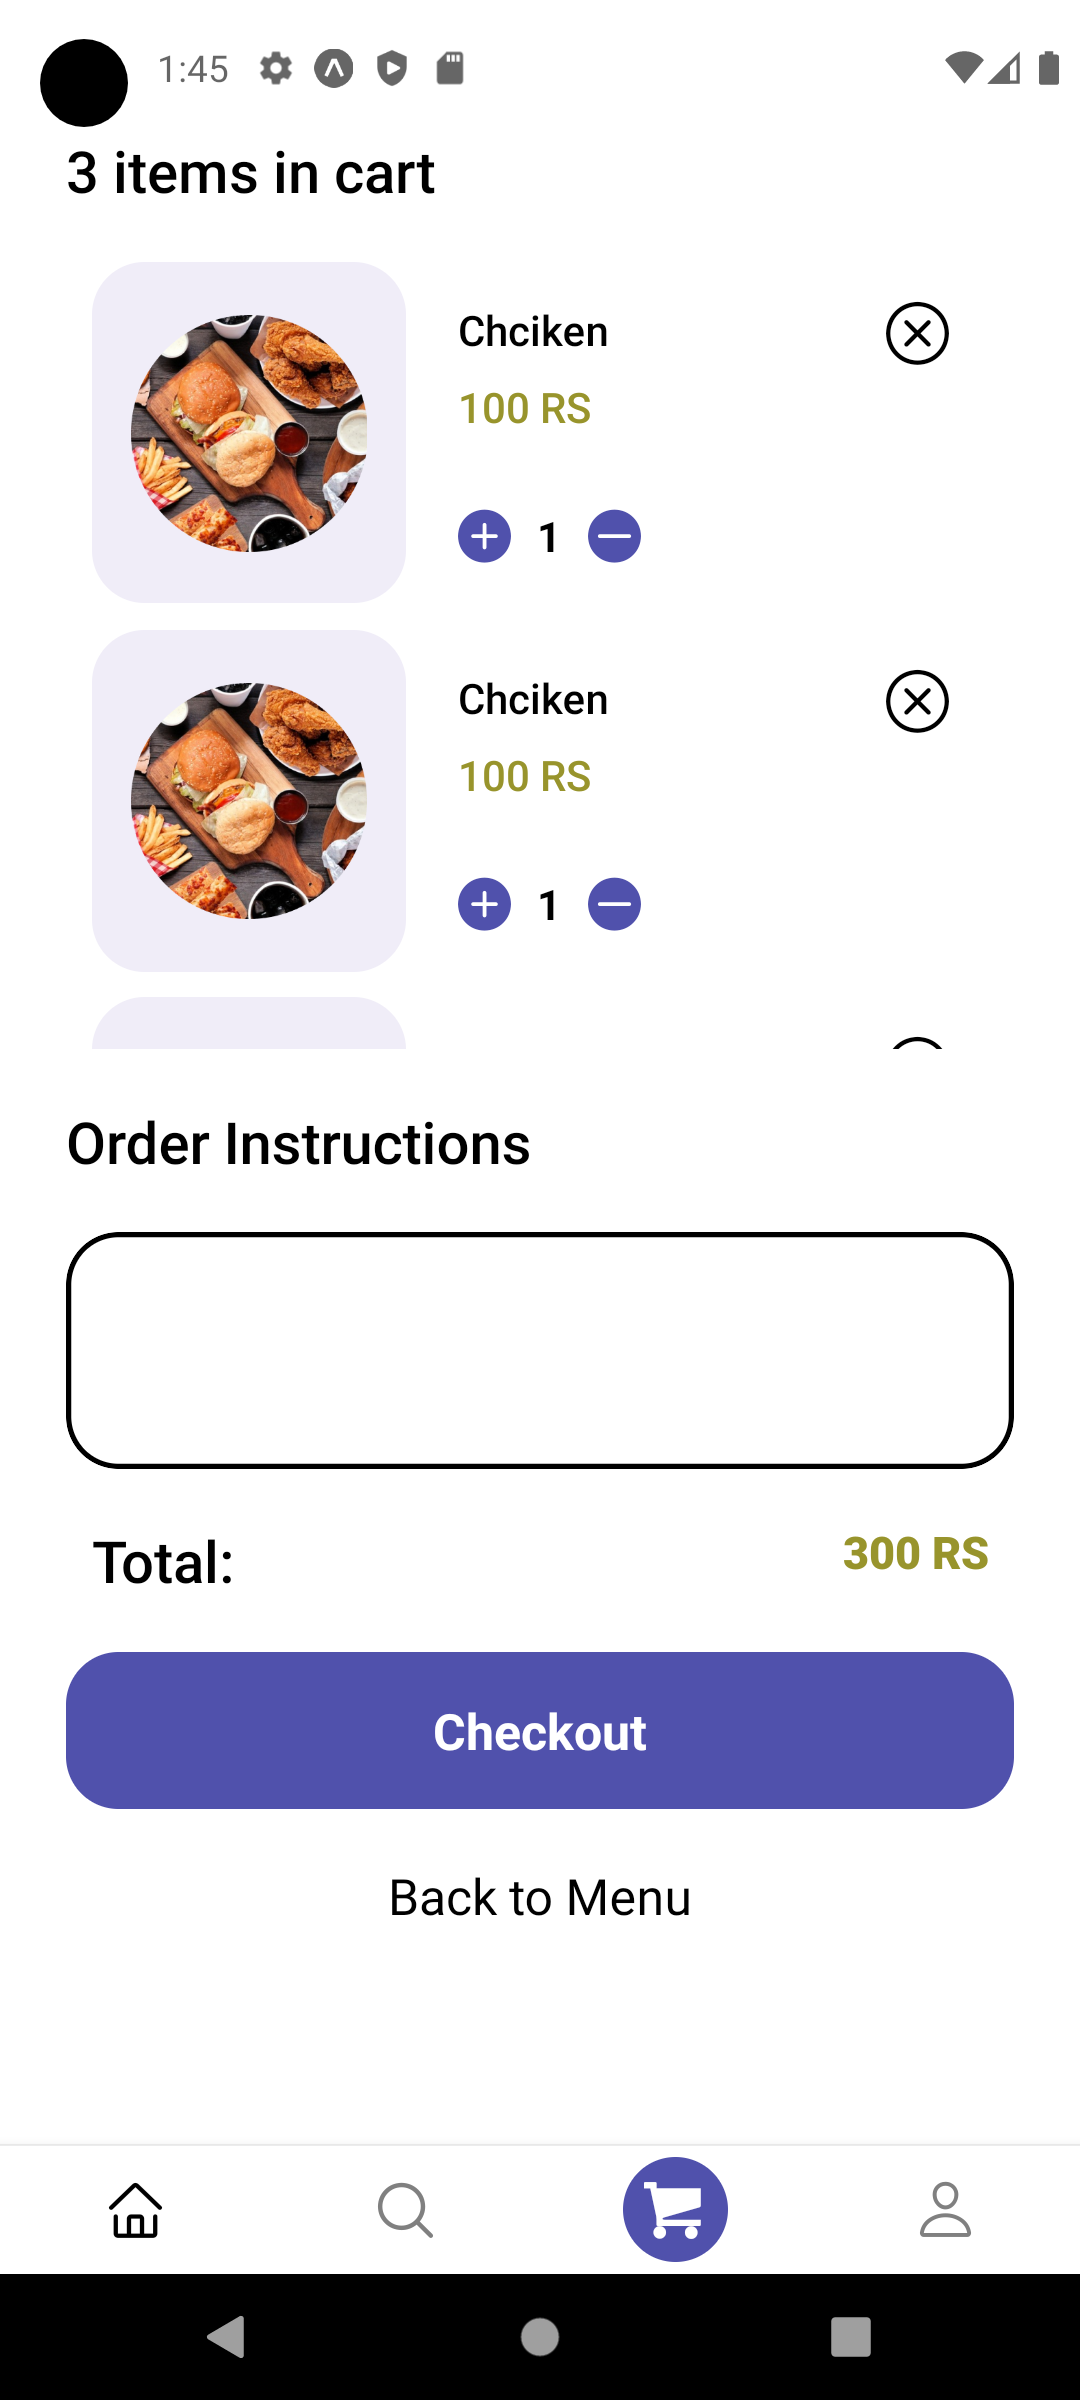 1:45
3 items in cart
Chciken
100 RS
1
Chciken
100 RS
1
Order Instructions
Total:
300 RS
Checkout
Back to Menu